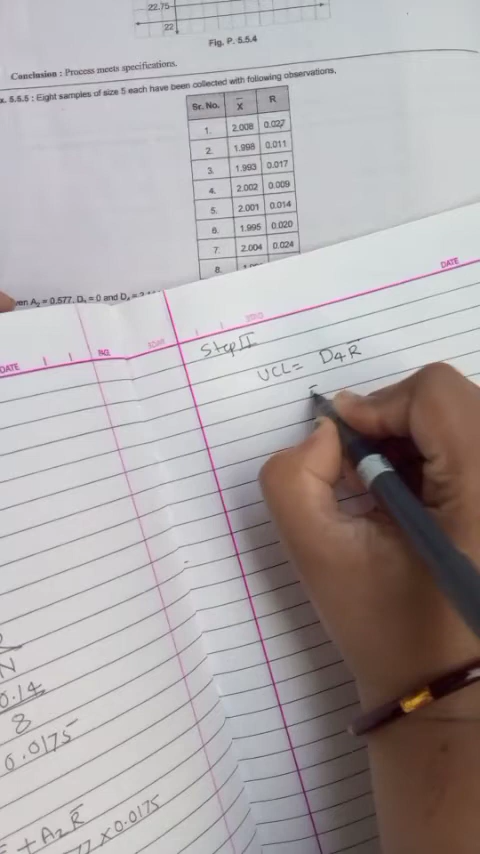 22.75
22
Fig. P. 5.5.4
Conclusion : Process meets specifications.
x. 5.5.5 : Eight samples of size 5 each have been collected with following observations.
Sr. No. X̄ R
1. 2.008 0.027
2. 1.998 0.011
3. 1.993 0.017
4. 2.002 0.009
5. 2.001 0.014
6. 1.995 0.020
7. 2.004 0.024
8.
ven A₂ = 0.577, D₃ = 0 and D₄ =
DATE
DATE
Step II
UCL = D₄ R̄
=
N
0.14
8
0.0175
+ A₂ R̄
× 0.0175